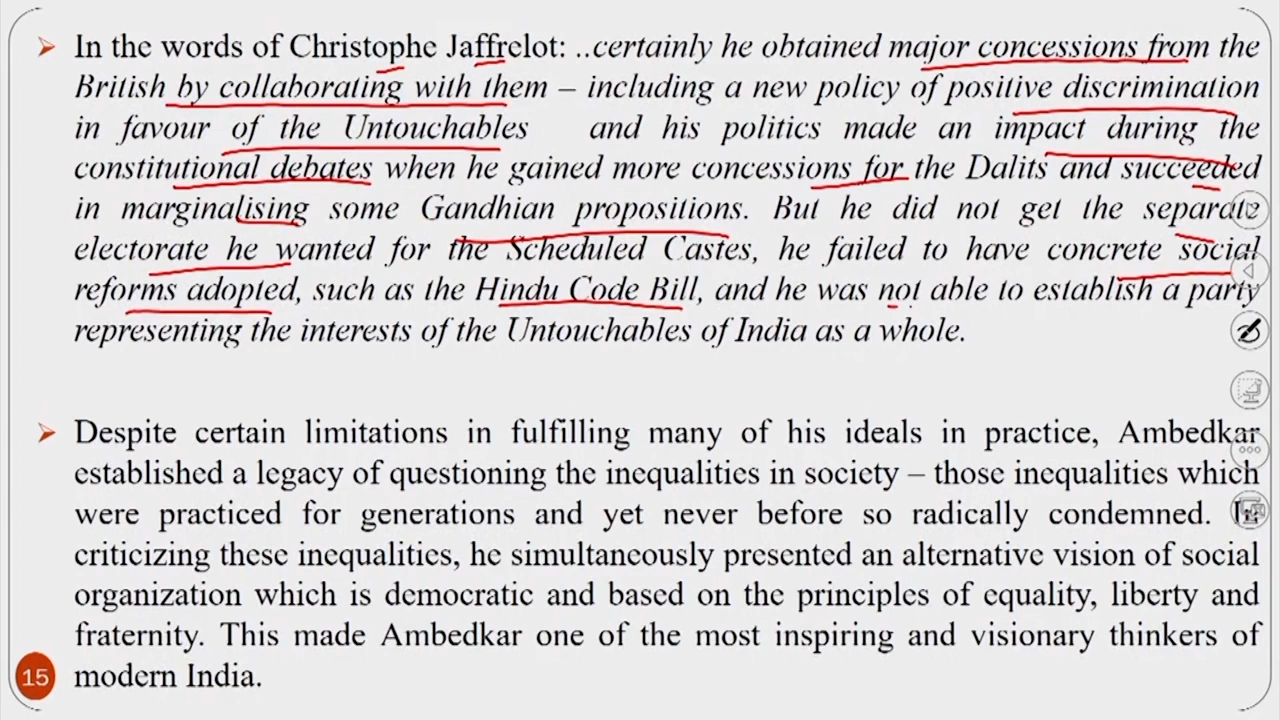 In the words of Christophe Jaffrelot: ..certainly he obtained major concessions from the
British by collaborating with them – including a new policy of positive discrimination
in favour of the Untouchables and his politics made an impact during the
constitutional debates when he gained more concessions for the Dalits and succeeded
in marginalising some Gandhian propositions. But he did not get the separate
electorate he wanted for the Scheduled Castes, he failed to have concrete social
reforms adopted, such as the Hindu Code Bill, and he was not able to establish a party
representing the interests of the Untouchables of India as a whole.
Despite certain limitations in fulfilling many of his ideals in practice, Ambedkar
established a legacy of questioning the inequalities in society – those inequalities which
were practiced for generations and yet never before so radically condemned. In
criticizing these inequalities, he simultaneously presented an alternative vision of social
organization which is democratic and based on the principles of equality, liberty and
fraternity. This made Ambedkar one of the most inspiring and visionary thinkers of
modern India.
15